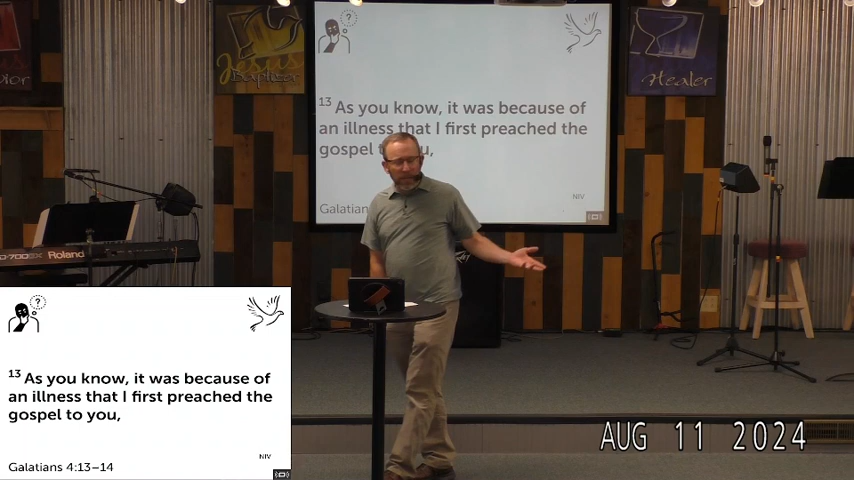 Jesus
Baptizer
Healer
vior
?
13 As you know, it was because of
an illness that I first preached the
gospel t u,
NIV
Galatian
-700SX Roland
?
13 As you know, it was because of
an illness that I first preached the
gospel to you,
NIV
Galatians 4:13–14
AUG 11 2024